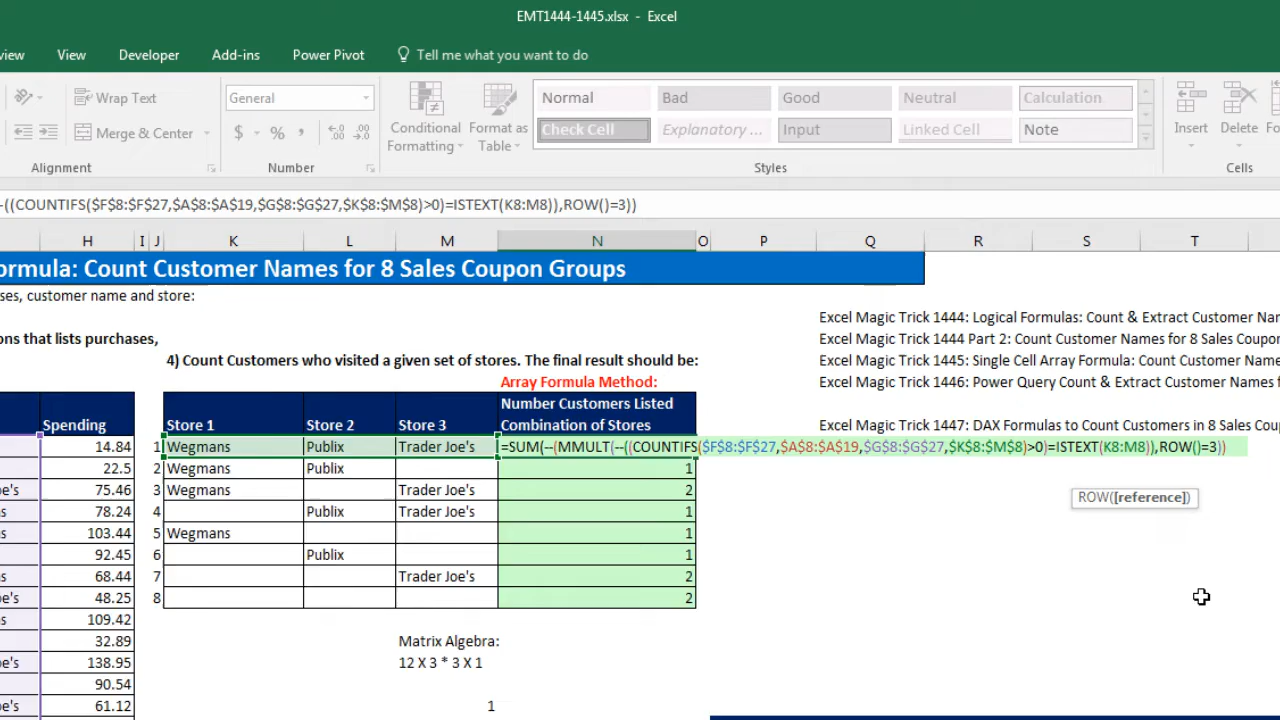 EMT1444-1445.xlsx - Excel
view View Developer Add-ins Power Pivot Tell me what you want to do
Wrap Text General Conditional Formatting Format as Table Normal Bad Good Neutral Calculation Insert Delete
Merge & Center $ % , Check Cell Explanatory ... Input Linked Cell Note
Alignment Number Styles Cells
--((COUNTIFS($F$8:$F$27,$A$8:$A$19,$G$8:$G$27,$K$8:$M$8)>0)=ISTEXT(K8:M8)),ROW()=3))
H I J K L M N O P Q R S T
ormula: Count Customer Names for 8 Sales Coupon Groups
ses, customer name and store:
Excel Magic Trick 1444: Logical Formulas: Count & Extract Customer Nar
ons that lists purchases, Excel Magic Trick 1444 Part 2: Count Customer Names for 8 Sales Coupon
4) Count Customers who visited a given set of stores. The final result should be: Excel Magic Trick 1445: Single Cell Array Formula: Count Customer Name
Array Formula Method: Excel Magic Trick 1446: Power Query Count & Extract Customer Names f
Number Customers Listed
Spending Store 1 Store 2 Store 3 Combination of Stores Excel Magic Trick 1447: DAX Formulas to Count Customers in 8 Sales Cou
14.84 1 Wegmans Publix Trader Joe's =SUM(--(MMULT(--((COUNTIFS($F$8:$F$27,$A$8:$A$19,$G$8:$G$27,$K$8:$M$8)>0)=ISTEXT(K8:M8)),ROW()=3))
22.5 2 Wegmans Publix 1
oe's 75.46 3 Wegmans Trader Joe's 2 ROW([reference])
s 78.24 4 Publix Trader Joe's 1
ns 103.44 5 Wegmans 1
92.45 6 Publix 1
ns 68.44 7 Trader Joe's 2
oe's 48.25 8 2
s 109.42
32.89 Matrix Algebra:
oe's 138.95 12 X 3 * 3 X 1
90.54
oe's 61.12 1